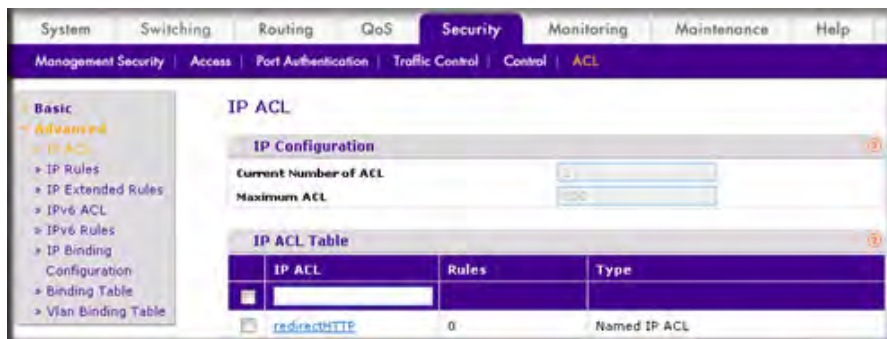 System Switching Routing QoS Security Monitoring Maintenance Help
Management Security Access Port Authentication Traffic Control Control ACL
Basic
Advanced
» IP ACL
» IP Rules
» IP Extended Rules
» IPv6 ACL
» IPv6 Rules
» IP Binding
Configuration
» Binding Table
» Vlan Binding Table
IP ACL
IP Configuration
Current Number of ACL
Maximum ACL
IP ACL Table
IP ACL Rules Type
redirectHTTP 0 Named IP ACL